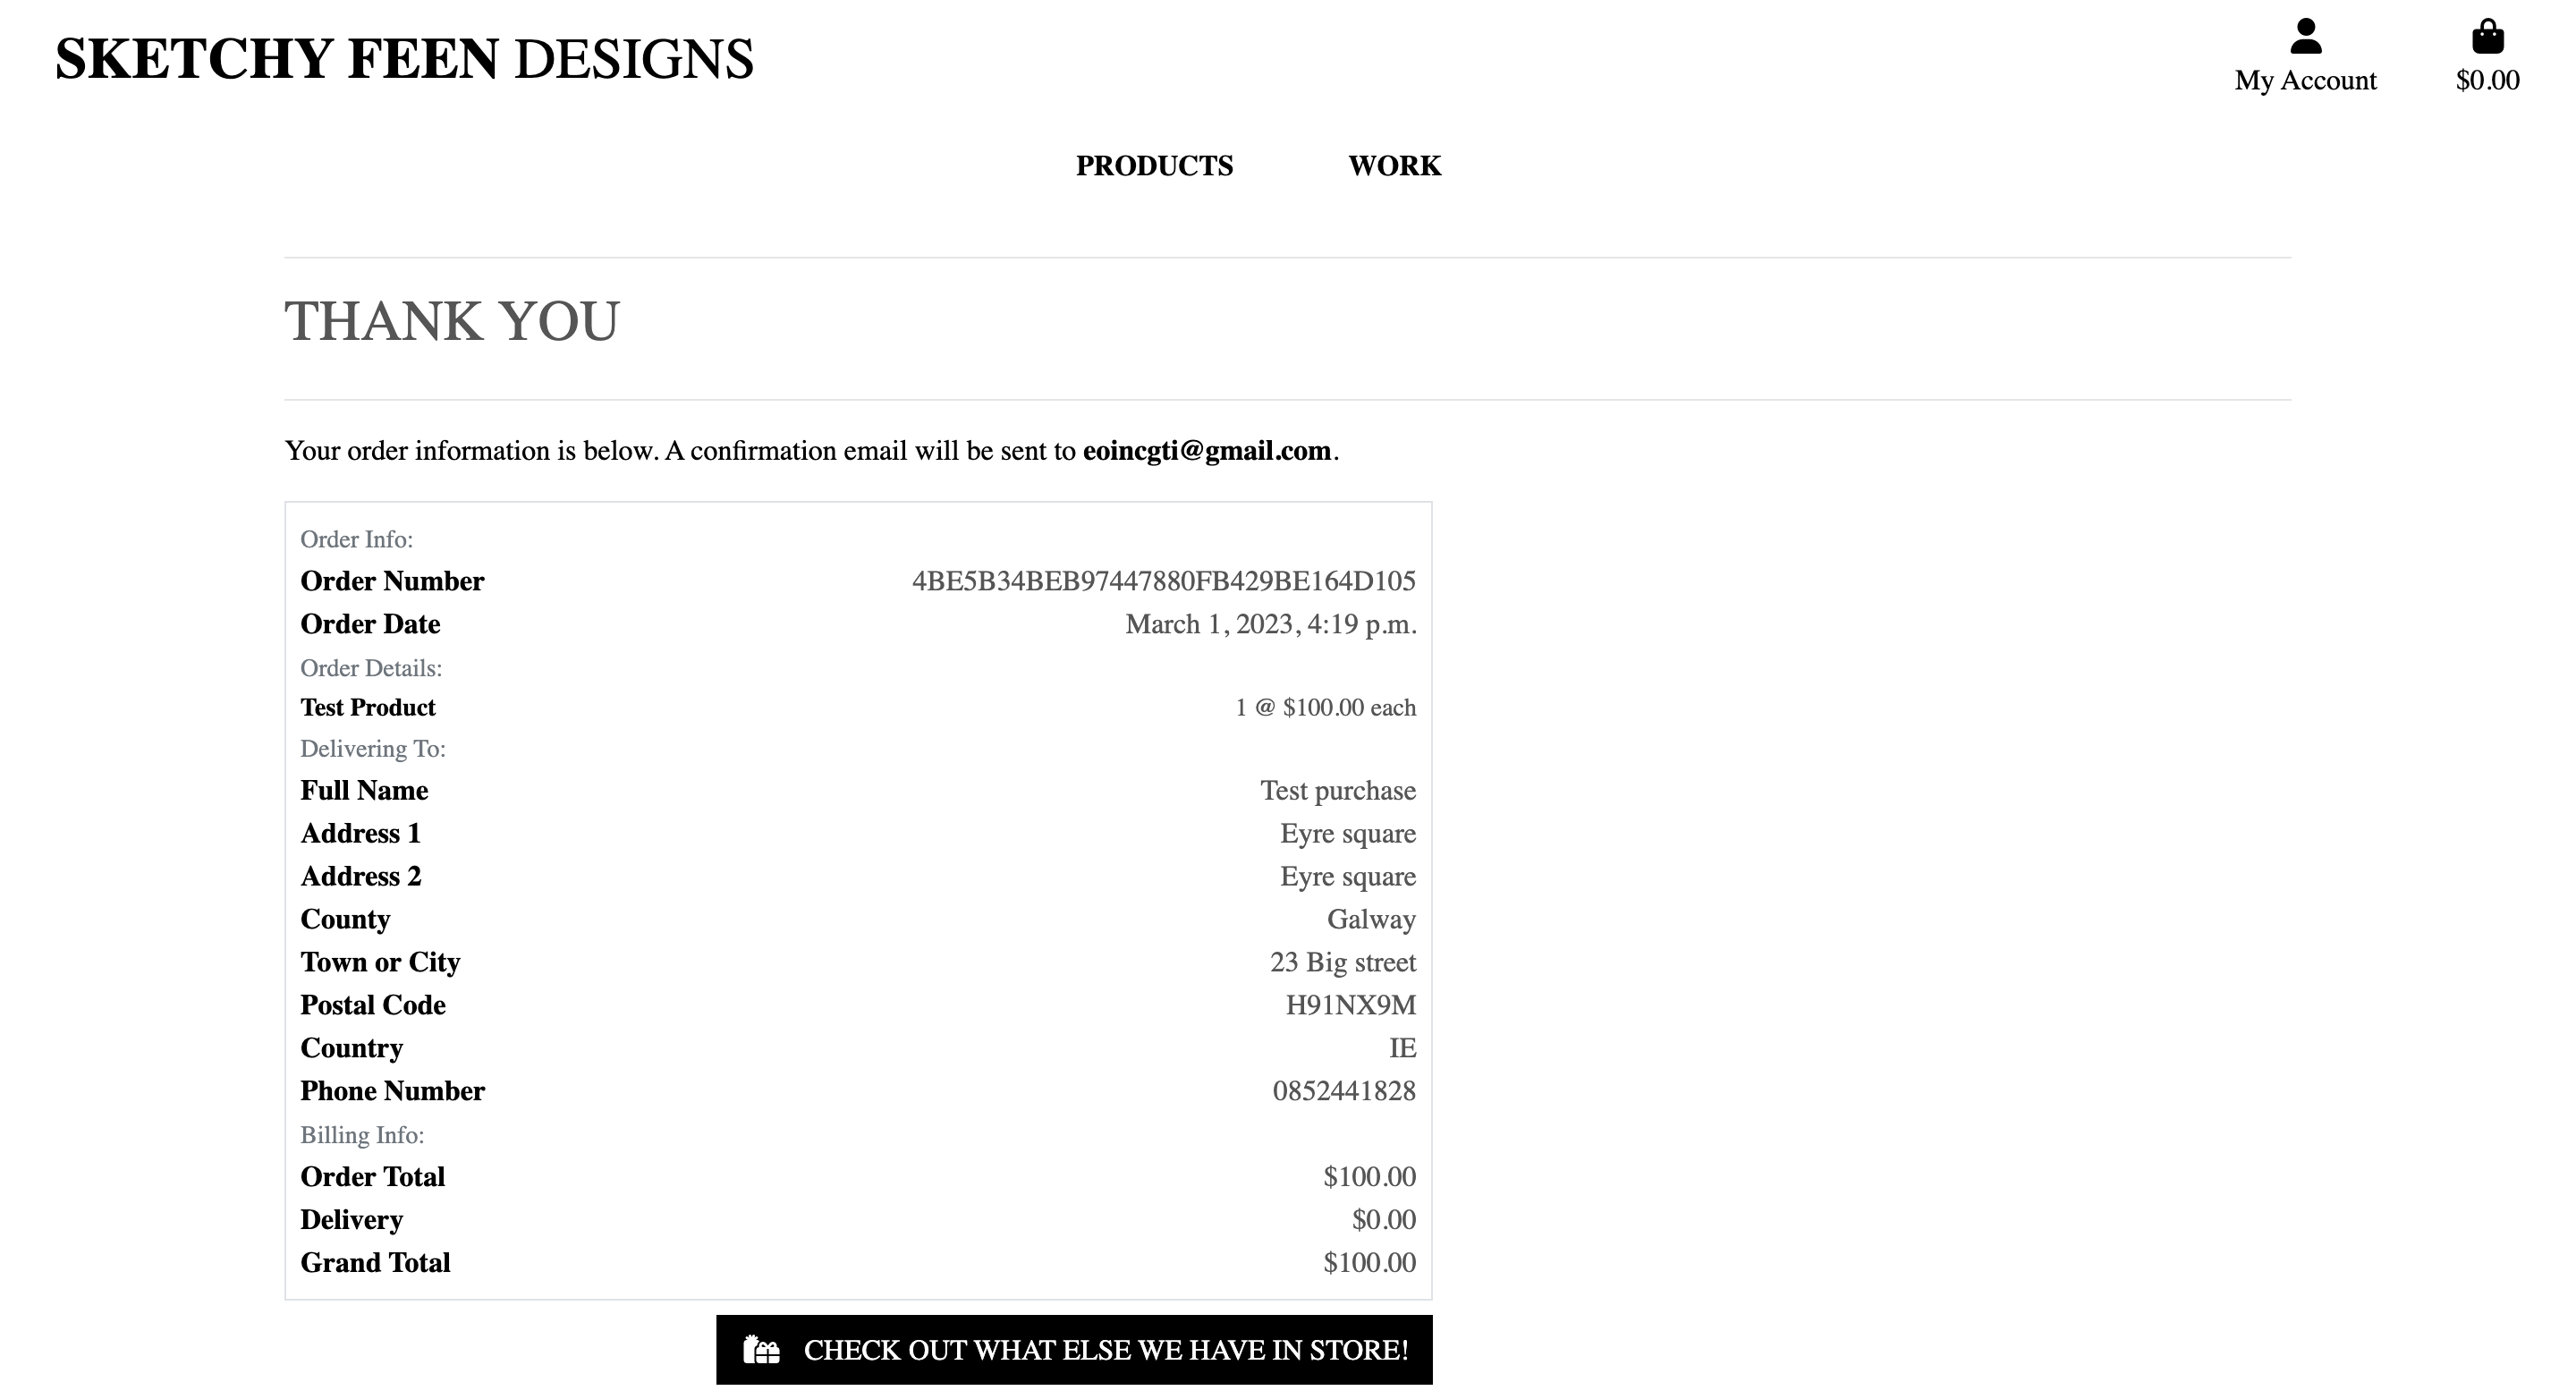 SKETCHY FEEN DESIGNS
My Account
$0.00
PRODUCTS WORK
THANK YOU
Your order information is below. A confirmation email will be sent to eoincgti@gmail.com.
Order Info:
Order Number 4BE5B34BEB97447880FB429BE164D105
Order Date March 1, 2023, 4:19 p.m.
Order Details:
Test Product 1 @ $100.00 each
Delivering To:
Full Name Test purchase
Address 1 Eyre square
Address 2 Eyre square
County Galway
Town or City 23 Big street
Postal Code H91NX9M
Country IE
Phone Number 0852441828
Billing Info:
Order Total $100.00
Delivery $0.00
Grand Total $100.00
CHECK OUT WHAT ELSE WE HAVE IN STORE!